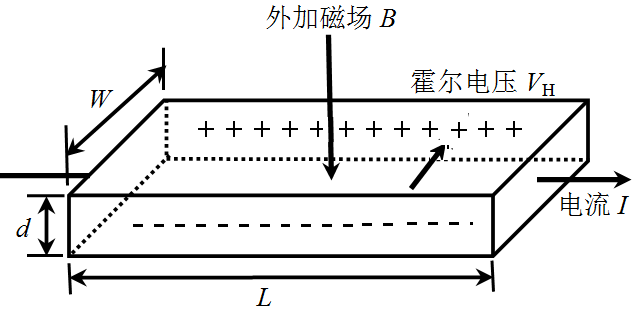 外加磁场 B
霍尔电压 VH
W
+ + + + + + + + + + + +
电流 I
d
- - - - - - - - - - - -
L